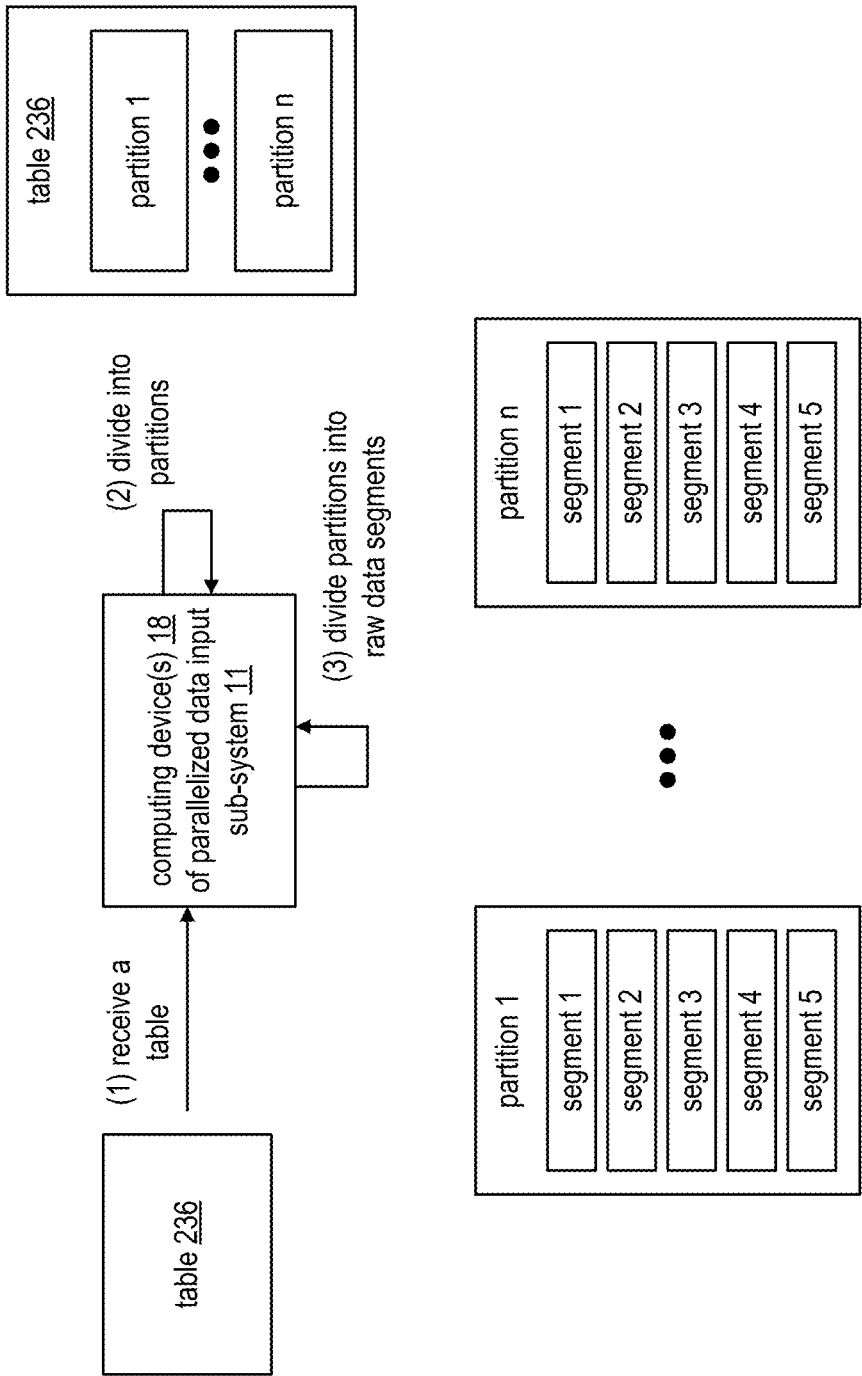 table 236
(1) receive a
table
computing device(s) 18
of parallelized data input
sub-system 11
(2) divide into
partitions
(3) divide partitions into
raw data segments
table 236
partition 1
partition n
partition 1
segment 1
segment 2
segment 3
segment 4
segment 5
partition n
segment 1
segment 2
segment 3
segment 4
segment 5